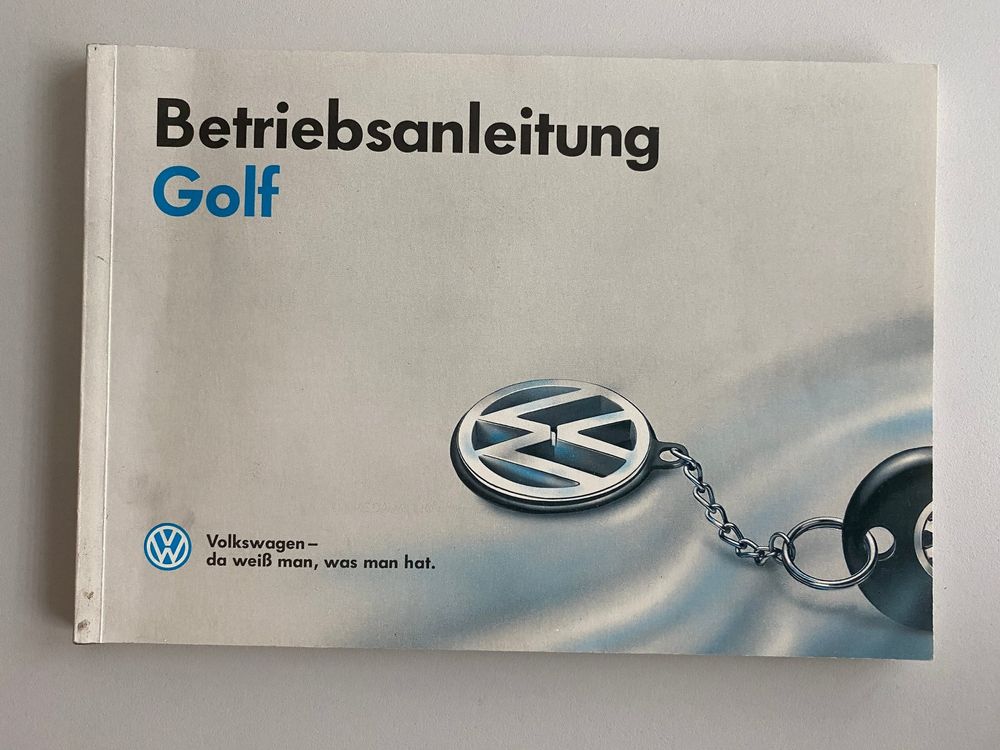 Betriebsanleitung
Golf
Volkswagen –
da weiß man, was man hat.